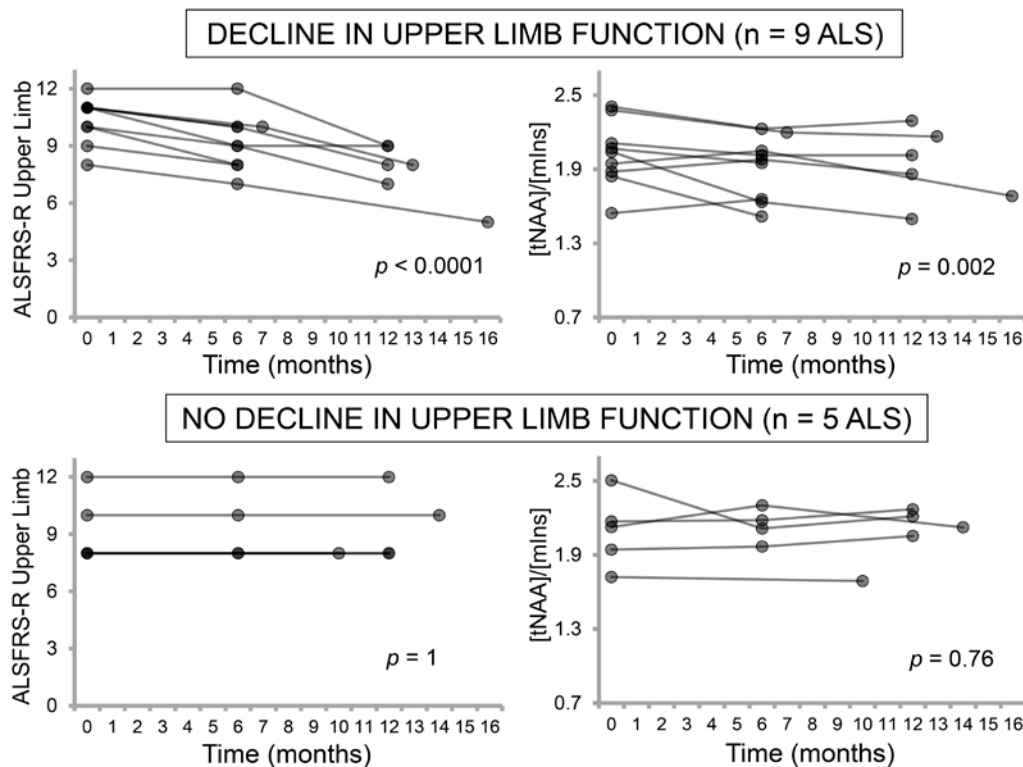 DECLINE IN UPPER LIMB FUNCTION (n = 9 ALS)
ALSFRS-R Upper Limb
12
9
6
3
0
p < 0.0001
0 1 2 3 4 5 6 7 8 9 10 11 12 13 14 15 16
Time (months)
[tNAA]/[mIns]
2.5
1.9
1.3
0.7
p = 0.002
0 1 2 3 4 5 6 7 8 9 10 11 12 13 14 15 16
Time (months)
NO DECLINE IN UPPER LIMB FUNCTION (n = 5 ALS)
ALSFRS-R Upper Limb
12
9
6
3
0
p = 1
0 1 2 3 4 5 6 7 8 9 10 11 12 13 14 15 16
Time (months)
[tNAA]/[mIns]
2.5
1.9
1.3
0.7
p = 0.76
0 1 2 3 4 5 6 7 8 9 10 11 12 13 14 15 16
Time (months)